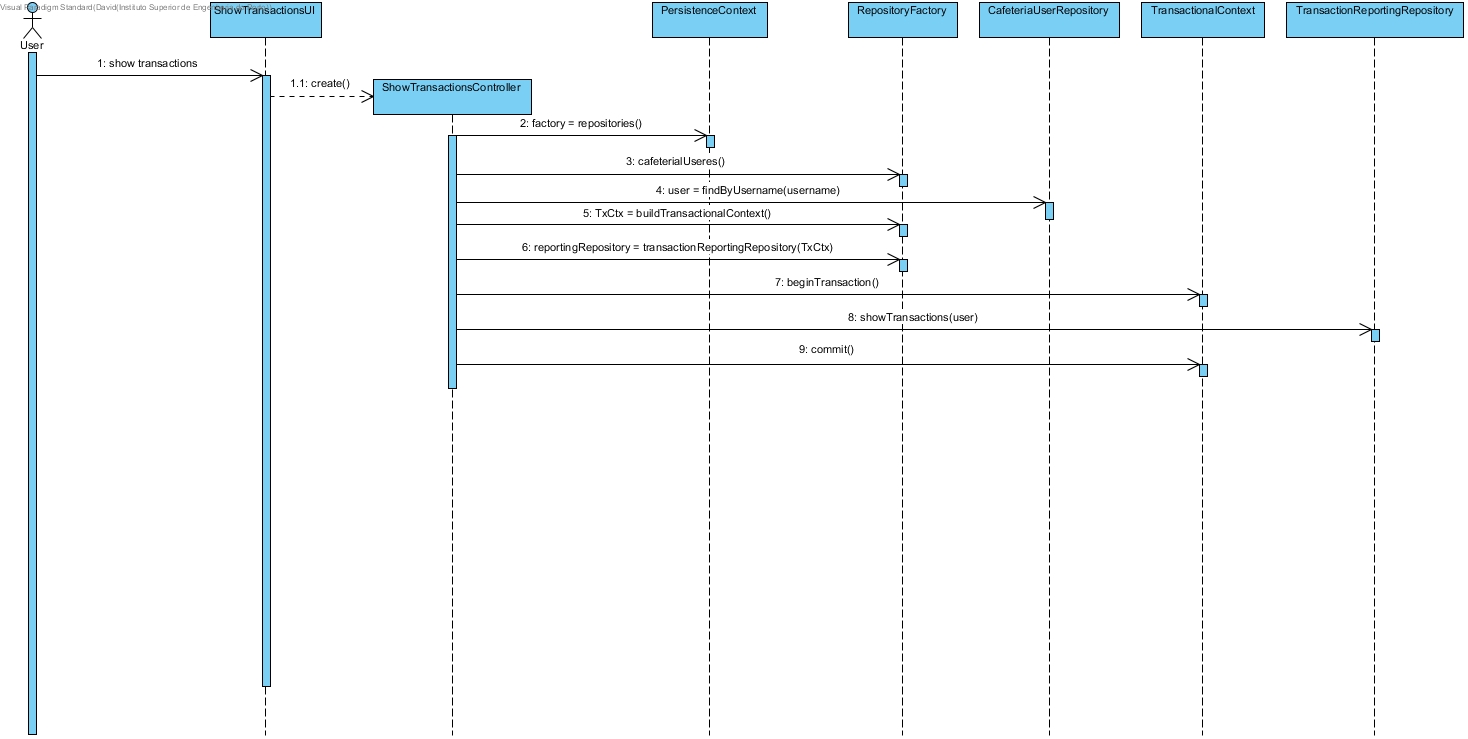 Visual Paradigm Standard(David(Instituto Superior de
User
ShowTransactionsUI
PersistenceContext
RepositoryFactory
CafeteriaUserRepository
TransactionalContext
TransactionReportingRepository
1: show transactions
1.1: create()
ShowTransactionsController
2: factory = repositories()
3: cafeterialUseres()
4: user = findByUsername(username)
5: TxCtx = buildTransactionalContext()
6: reportingRepository = transactionReportingRepository(TxCtx)
7: beginTransaction()
8: showTransactions(user)
9: commit()